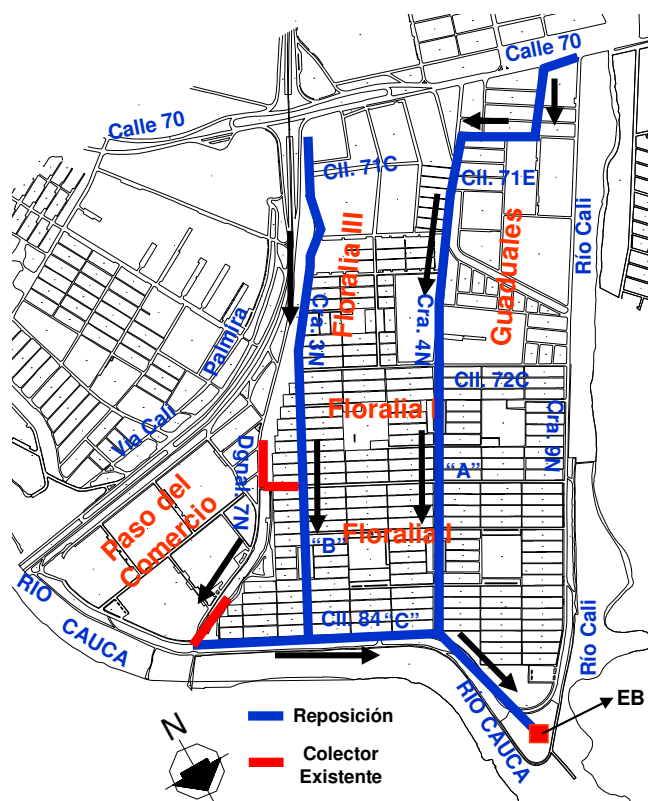 Calle 70
Calle 70
Cll. 71C
Cll. 71E
Río Cali
Floralia III
Guaduales
Cra. 3N
Cra. 4N
Palmira
Vía Cali
Cll. 72C
Floralia I
Cra. 9N
Dgnal. 7N
“A”
Paso del
Comercio
Floralia I
“B”
RÍO
CAUCA
Cll. 84 “C”
Río Cali
RÍO CAUCA
EB
N
Reposición
Colector
Existente